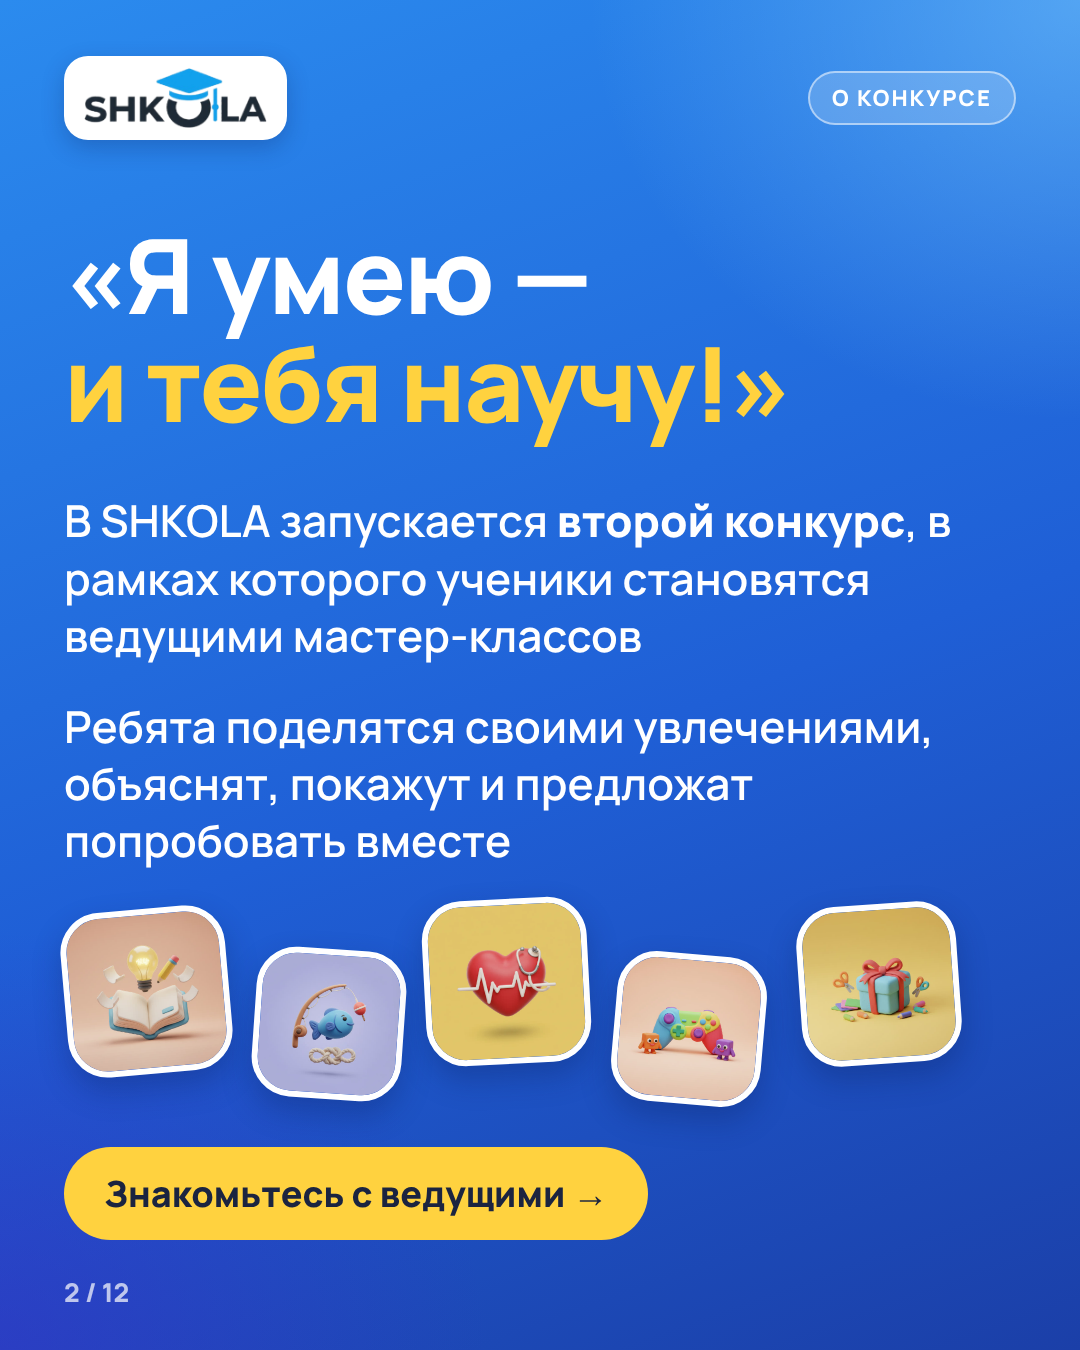 SHKOLA
О КОНКУРСЕ
«Я умею —
и тебя научу!»
В SHKOLA запускается второй конкурс, в
рамках которого ученики становятся
ведущими мастер-классов
Ребята поделятся своими увлечениями,
объяснят, покажут и предложат
попробовать вместе
Знакомьтесь с ведущими →
2 / 12